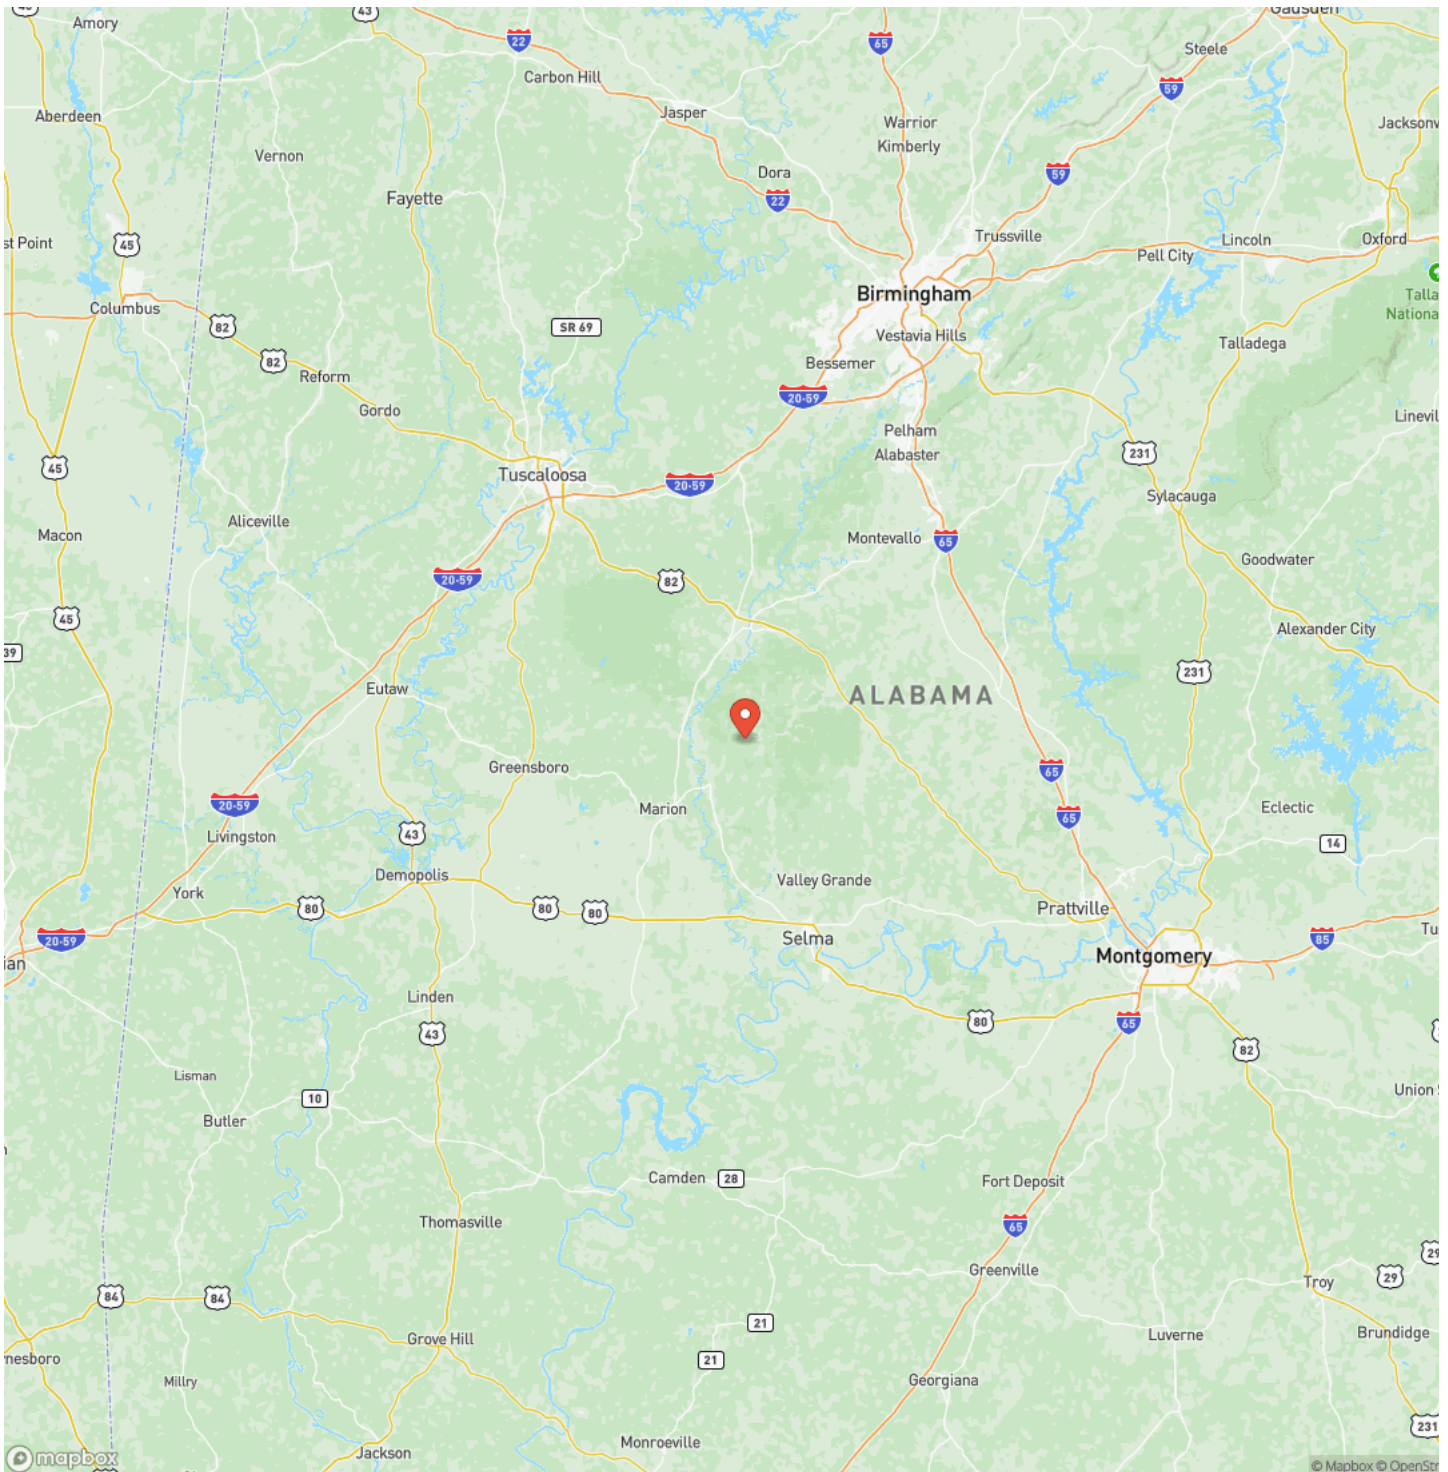 43
Gadsden
Amory
22
65
Steele
Carbon Hill
59
Jasper
Aberdeen
Warrior
Kimberly
Jacksonv
Vernon
Dora
59
Fayette
22
45
st Point
Trussville
Lincoln
Oxford
Pell City
Talla
Nationa
Columbus
Birmingham
82
SR 69
Vestavia Hills
Talladega
82
Bessemer
Reform
20-59
Gordo
Linevil
Pelham
Alabaster
231
45
Tuscaloosa
20-59
Sylacauga
Aliceville
Macon
Montevallo
65
Goodwater
20-59
82
45
Alexander City
39
231
Eutaw
ALABAMA
Greensboro
65
20-59
Marion
Eclectic
65
Livingston
43
14
Demopolis
Valley Grande
York
80
80
80
Prattville
20-59
Selma
85
Tu
ian
Montgomery
Linden
43
80
65
82
Lisman
10
Union S
Butler
Camden
28
Fort Deposit
Thomasville
65
29
Greenville
29
Troy
84
84
21
Grove Hill
Luverne
Brundidge
nesboro
21
Millry
Georgiana
231
Monroeville
Jackson
mapbox
© Mapbox © OpenStr